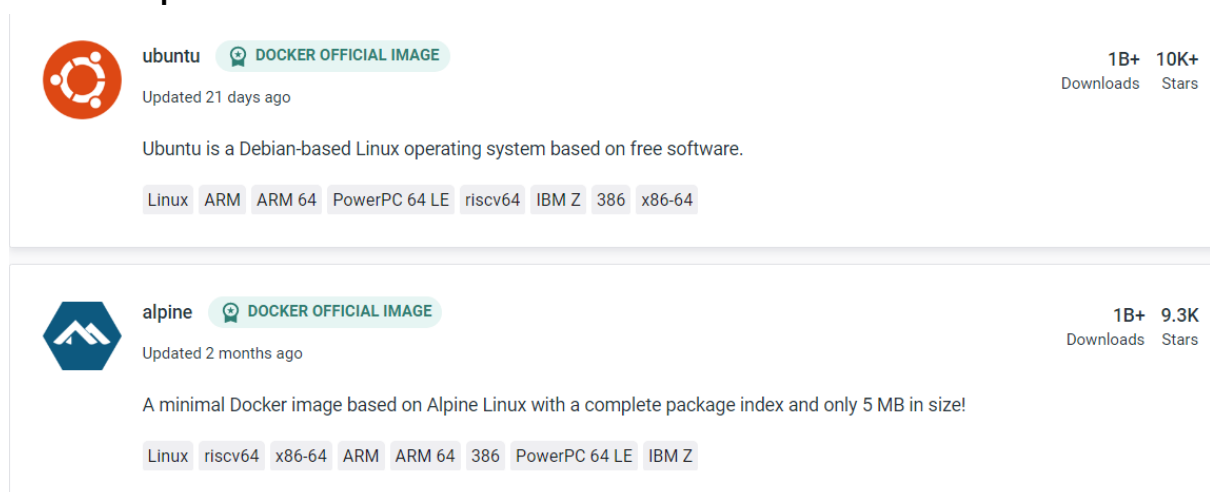 ubuntu DOCKER OFFICIAL IMAGE
1B+ 10K+
Updated 21 days ago
Downloads Stars
Ubuntu is a Debian-based Linux operating system based on free software.
Linux ARM ARM 64 PowerPC 64 LE riscv64 IBM Z 386 x86-64
alpine DOCKER OFFICIAL IMAGE
1B+ 9.3K
Updated 2 months ago
Downloads Stars
A minimal Docker image based on Alpine Linux with a complete package index and only 5 MB in size!
Linux riscv64 x86-64 ARM ARM 64 386 PowerPC 64 LE IBM Z